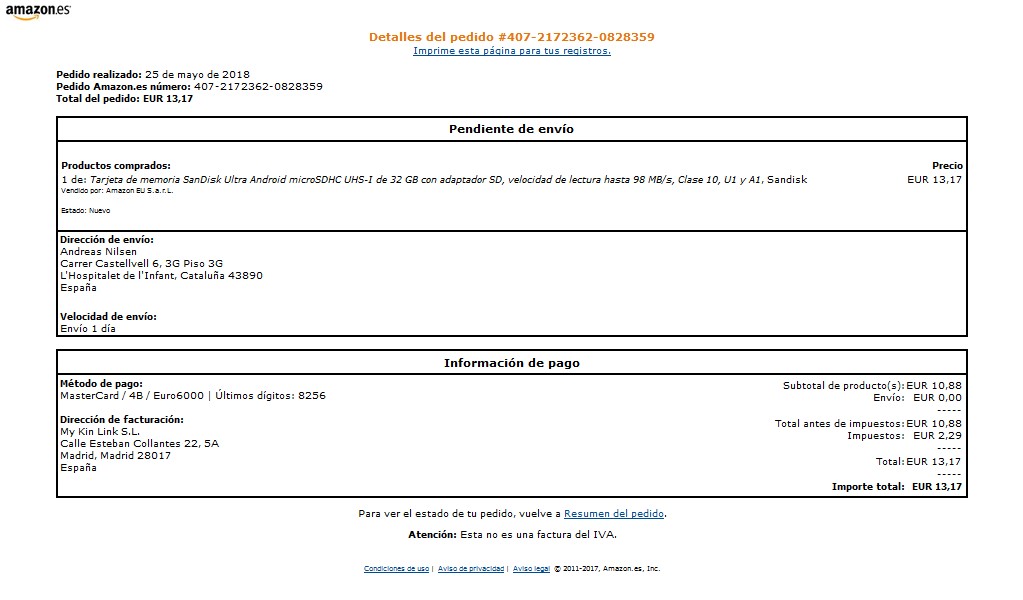 amazon.es
Detalles del pedido #407-2172362-0828359
Imprime esta página para tus registros.
Pedido realizado: 25 de mayo de 2018
Pedido Amazon.es número: 407-2172362-0828359
Total del pedido: EUR 13,17
Pendiente de envío
Productos comprados: Precio
1 de: Tarjeta de memoria SanDisk Ultra Android microSDHC UHS-I de 32 GB con adaptador SD, velocidad de lectura hasta 98 MB/s, Clase 10, U1 y A1, Sandisk EUR 13,17
Vendido por: Amazon EU S.a.r.L.
Estado: Nuevo
Dirección de envío:
Andreas Nilsen
Carrer Castellvell 6, 3G Piso 3G
L'Hospitalet de l'Infant, Cataluña 43890
España
Velocidad de envío:
Envío 1 día
Información de pago
Método de pago:
MasterCard / 4B / Euro6000 | Últimos dígitos: 8256
Dirección de facturación:
My Kin Link S.L.
Calle Esteban Collantes 22, 5A
Madrid, Madrid 28017
España
Subtotal de producto(s): EUR 10,88
Envío: EUR 0,00
-----
Total antes de impuestos: EUR 10,88
Impuestos: EUR 2,29
-----
Total: EUR 13,17
-----
Importe total: EUR 13,17
Para ver el estado de tu pedido, vuelve a Resumen del pedido.
Atención: Esta no es una factura del IVA.
Condiciones de uso | Aviso de privacidad | Aviso legal © 2011-2017, Amazon.es, Inc.